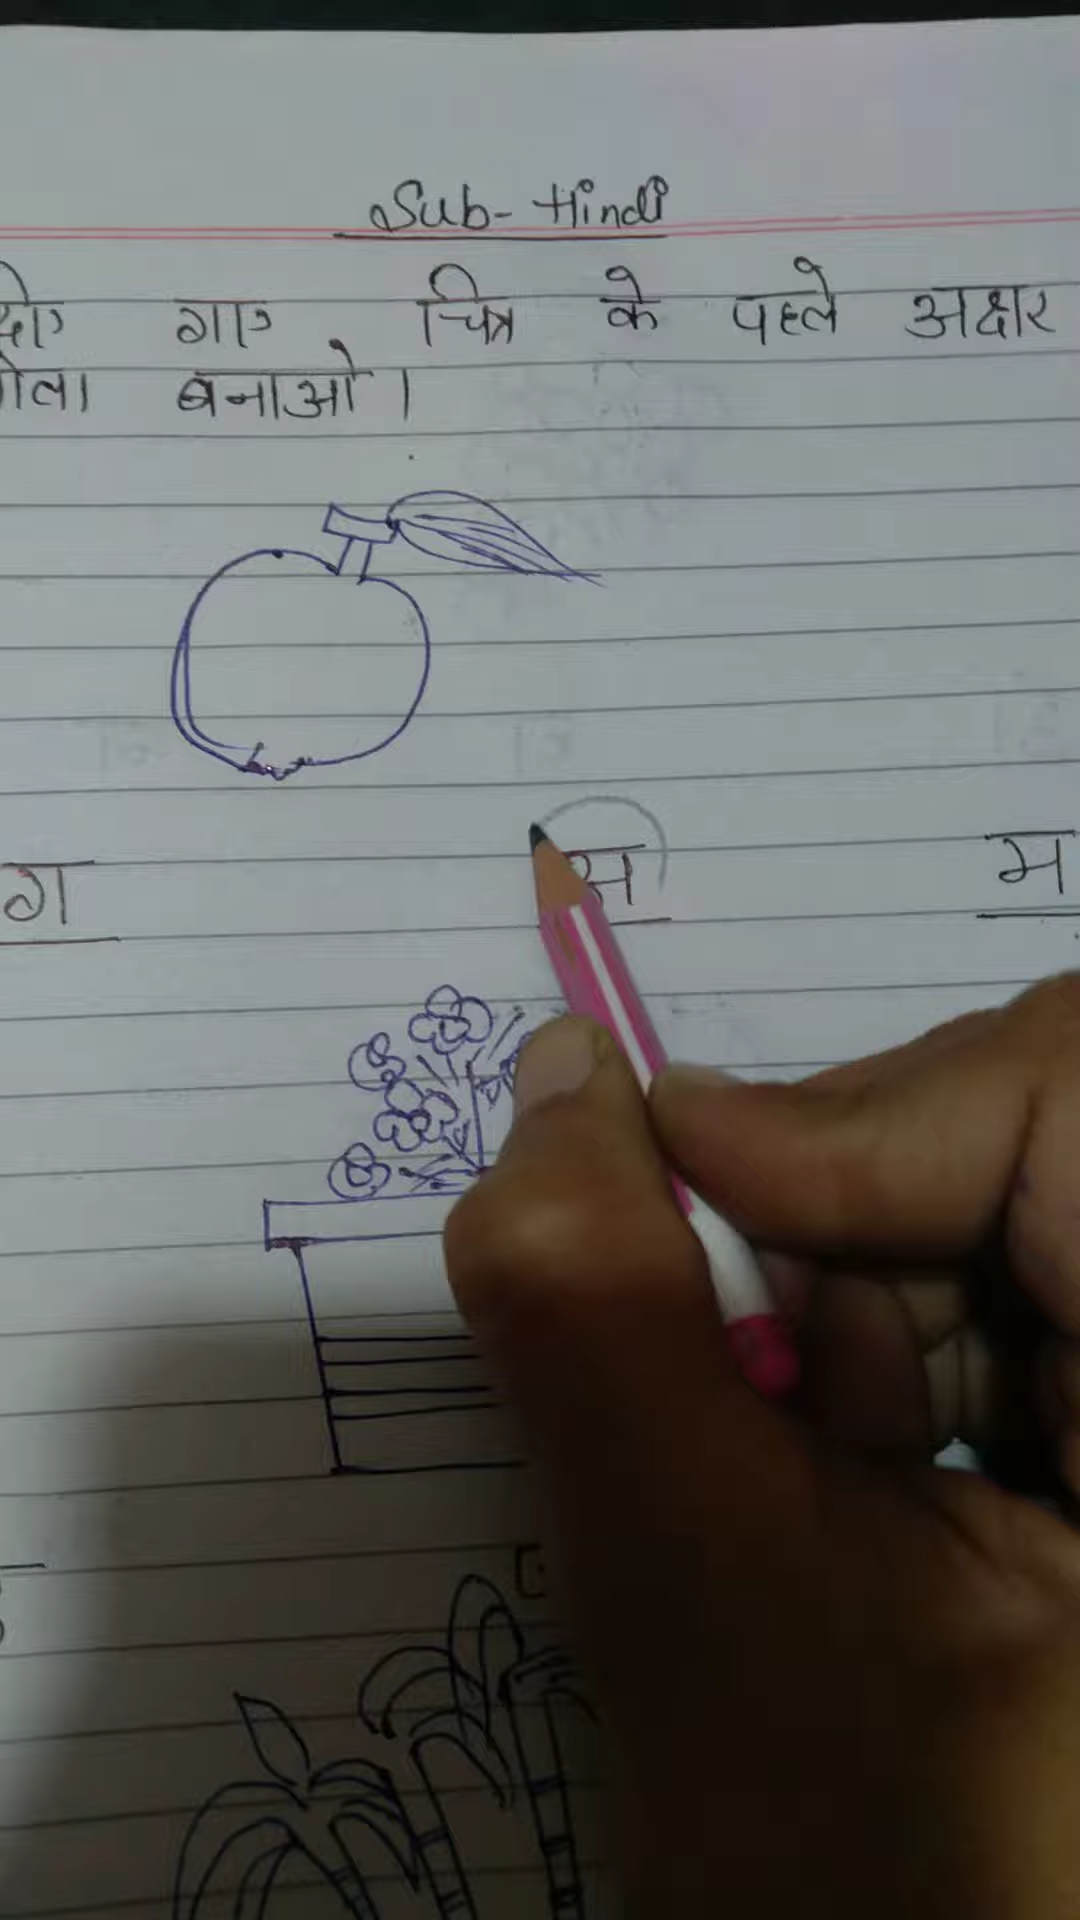 Sub- Hindi
गए चित्र के पहले अक्षर
बनाओ।
ग स म